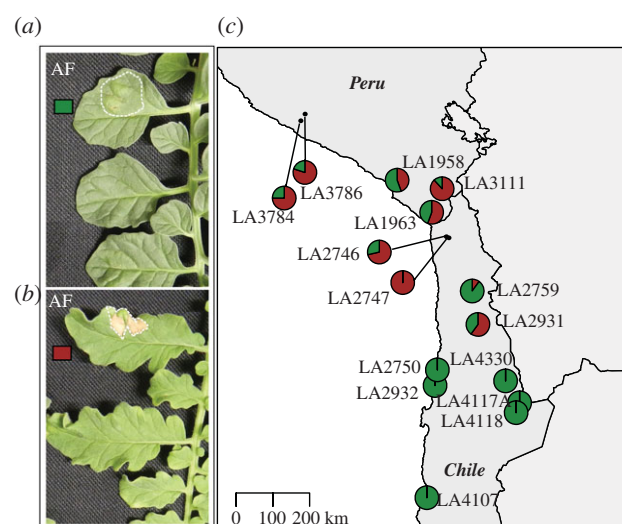 (a)
AF
(b)
AF
(c)
Peru
LA1958
LA3111
LA3786
LA3784
LA1963
LA2746
LA2747
LA2759
LA2931
LA2750
LA4330
LA2932
LA4117A
LA4118
Chile
LA4107
0 100 200 km